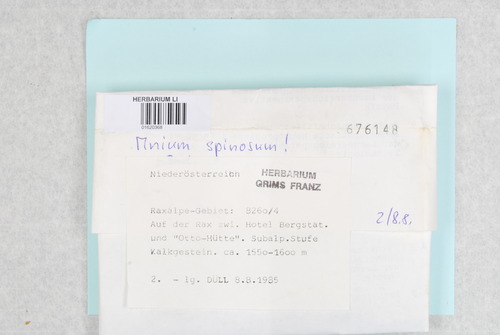 HERBARIUM LI
01620368
676148
Mnium spinosum!
Niederösterreich
HERBARIUM
GRIMS FRANZ
Raxalpe-Gebiet: 8260/4
Auf der Rax zwi. Hotel Bergstat.
und "Otto-Hütte". Subalp.Stufe
Kalkgestein. ca. 1550-1600 m
2/8.8.
2. - lg. DÜLL 8.8.1985